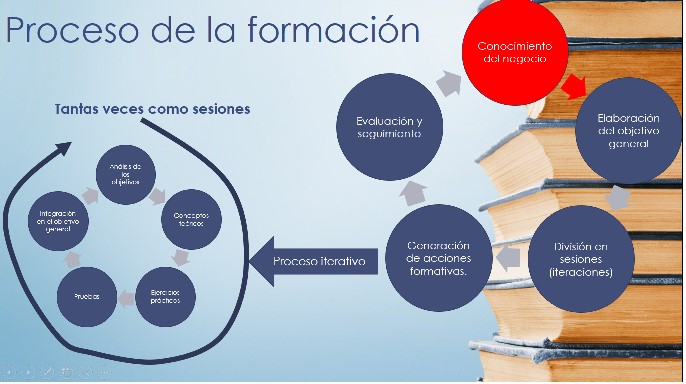 Proceso de la formación
Conocimiento
del negocio
Tantas veces como sesiones
Evaluación y
seguimiento
Elaboración
del objetivo
general
Análisis de
los
objetivos
Integración
en el objetivo
general
Conceptos
teóricos
Generación
de acciones
formativas.
División en
sesiones
(iteraciones)
Proceso iterativo
Pruebas
Ejercicios
prácticos